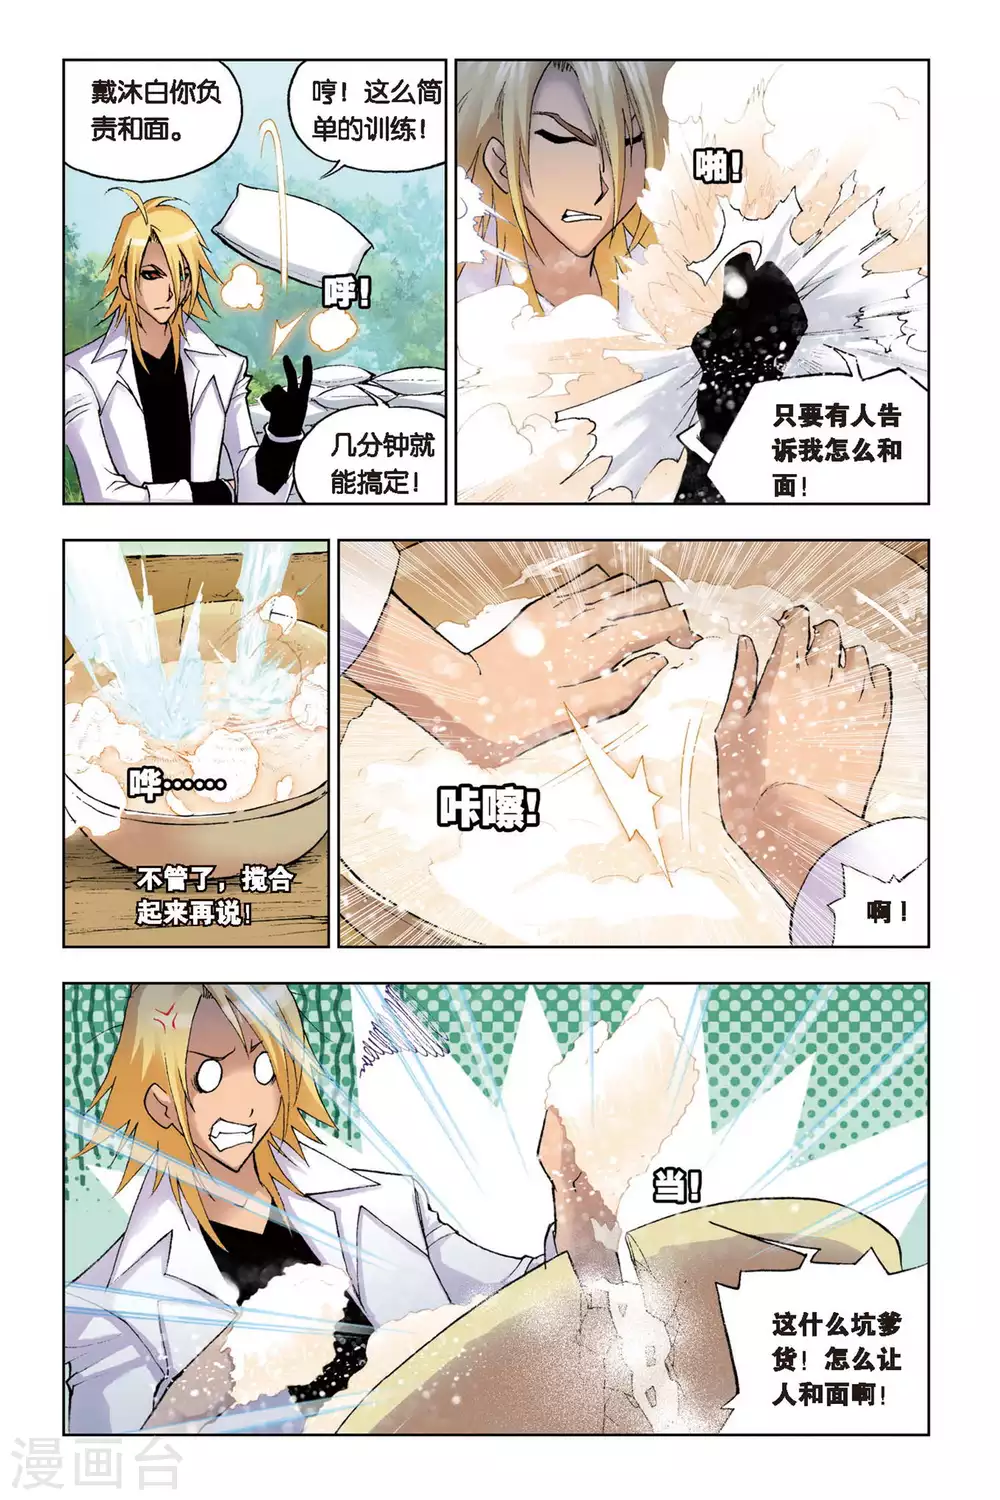 戴沐白你负
责和面。
哼！这么简
单的训练！
呼！
几分钟就
能搞定！
啪！
只要有人告
诉我怎么和
面！
哗……
不管了，搅合
起来再说！
咔嚓！
啊！
当！
这什么坑爹
货！怎么让
人和面啊！
漫画台